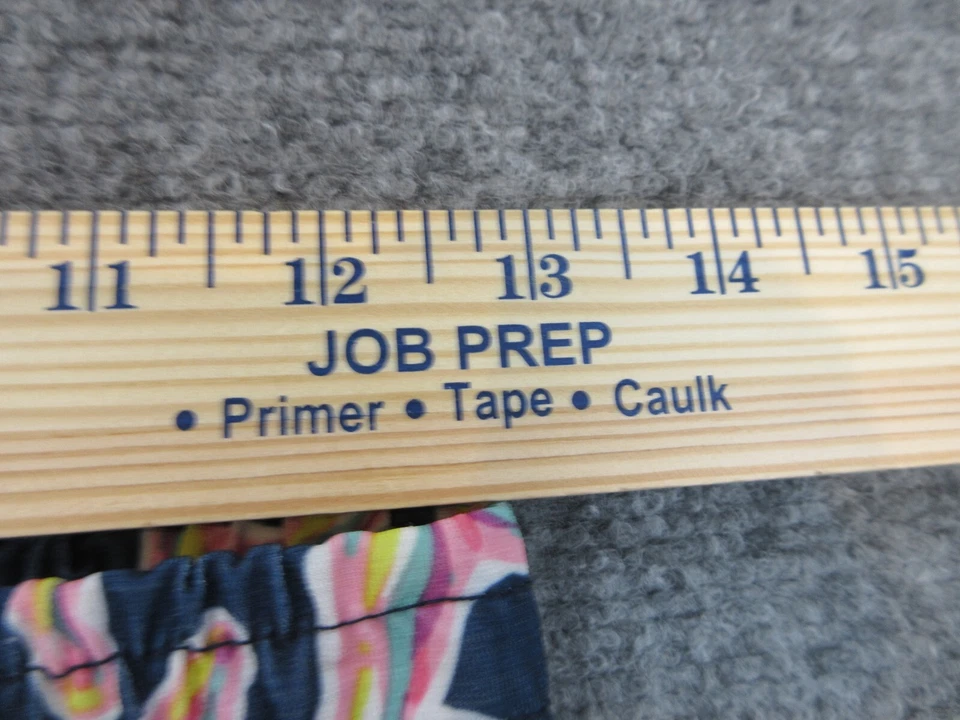 11 12 13 14 15
JOB PREP
• Primer • Tape • Caulk